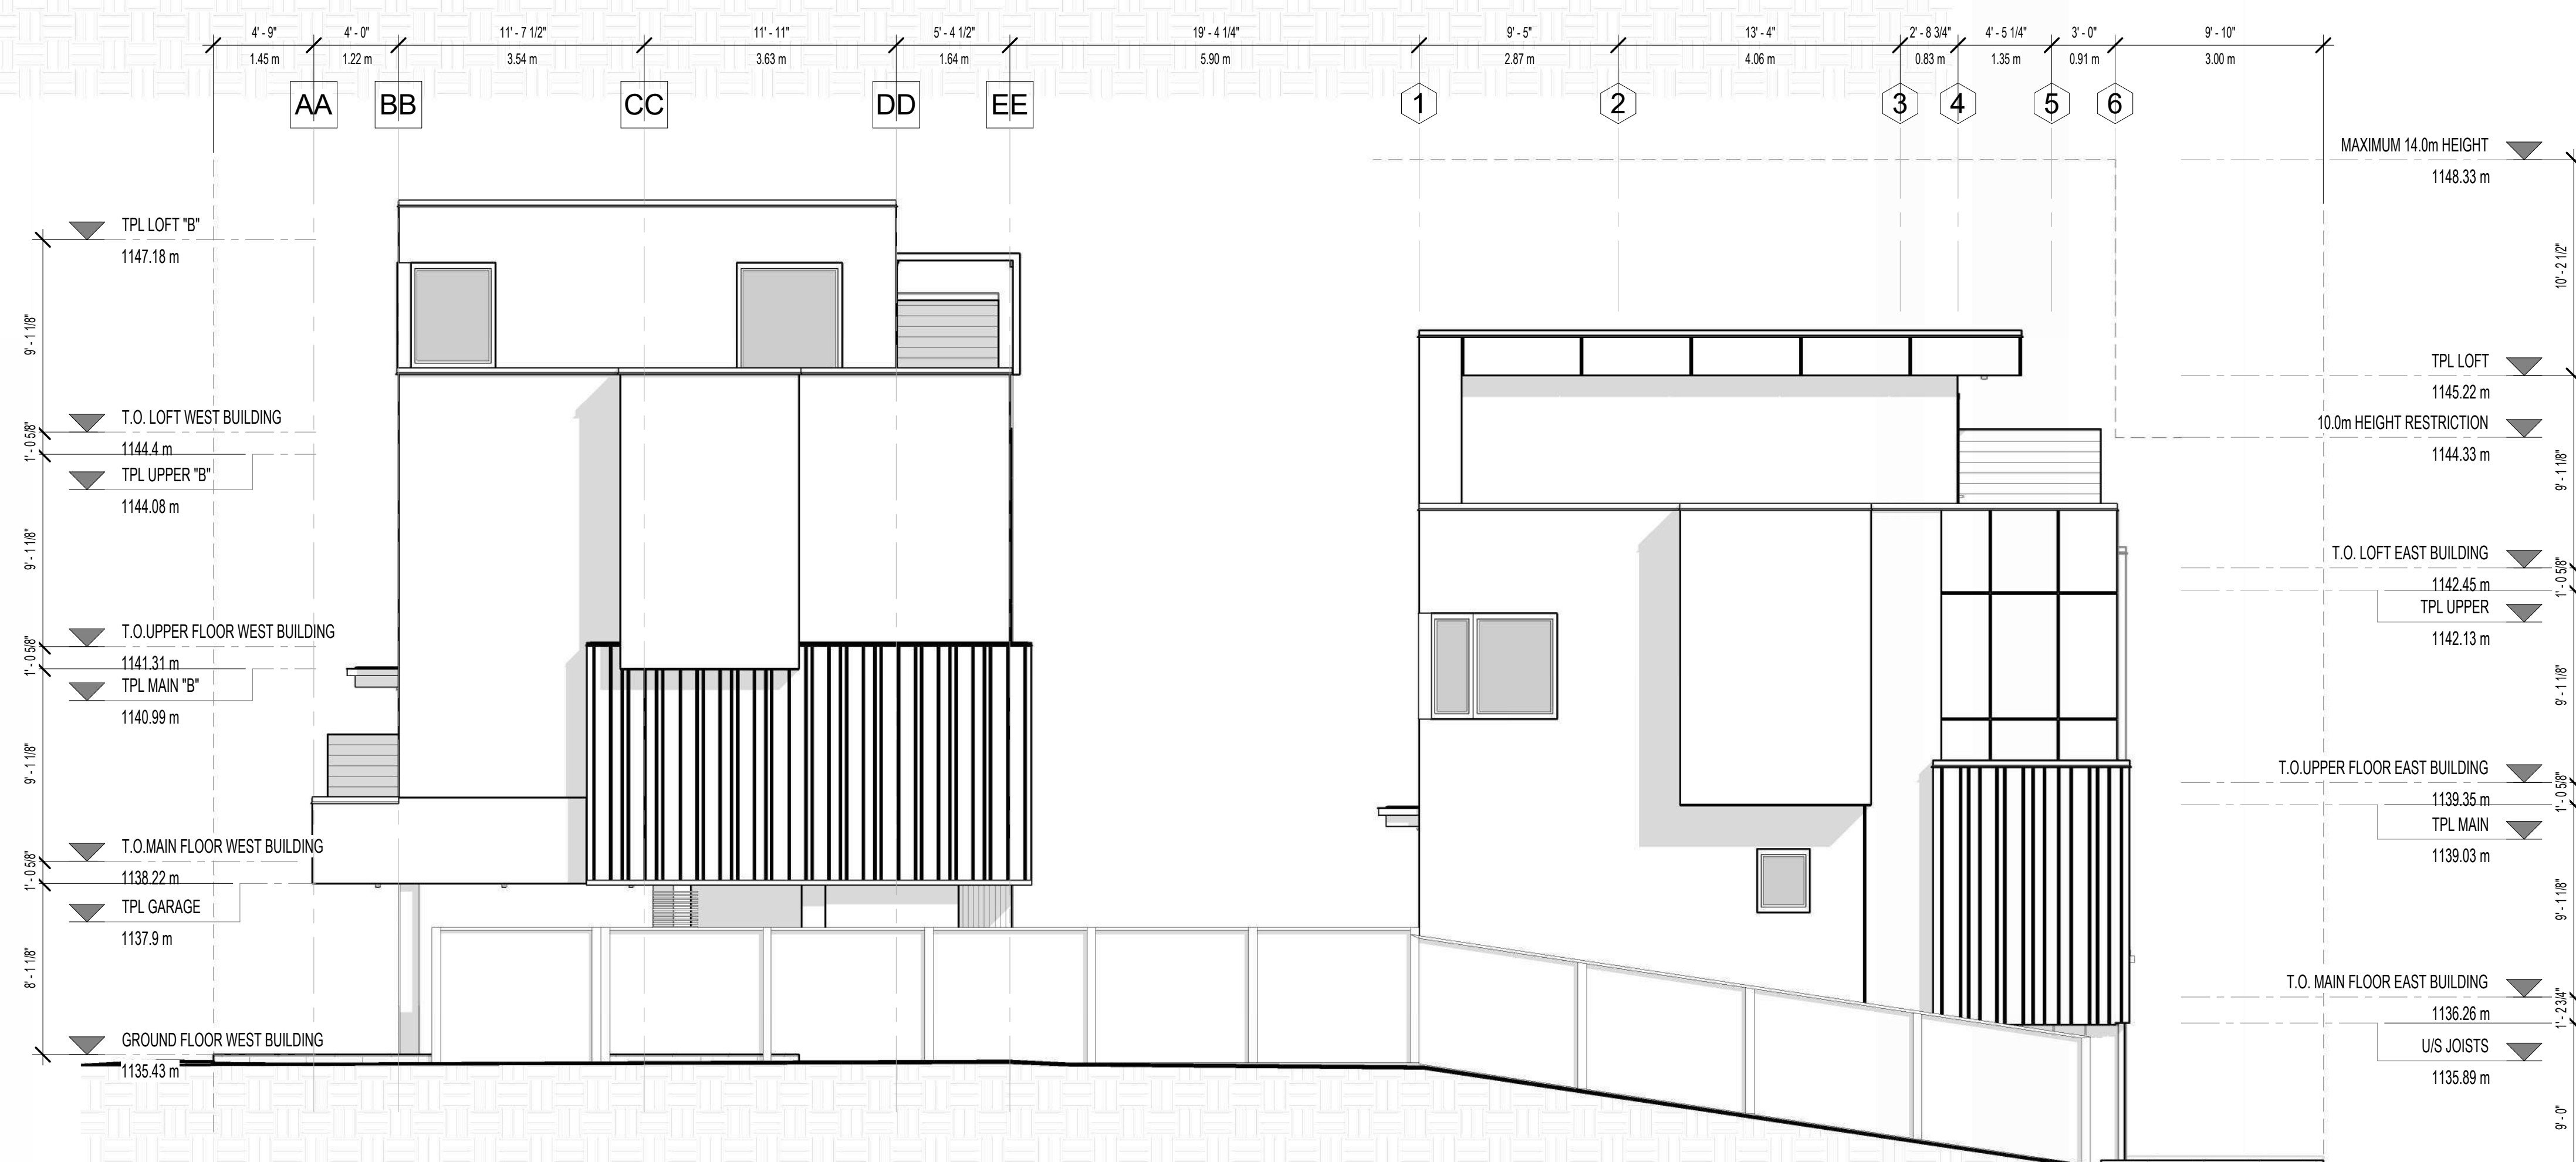 4' - 9" 4' - 0" 11' - 7 1/2" 11' - 11" 5' - 4 1/2" 19' - 4 1/4" 9' - 5" 13' - 4" 2' - 8 3/4" 4' - 5 1/4" 3' - 0" 9' - 10"
1.45 m 1.22 m 3.54 m 3.63 m 1.64 m 5.90 m 2.87 m 4.06 m 0.83 m 1.35 m 0.91 m 3.00 m
AA BB CC DD EE 1 2 3 4 5 6
TPL LOFT "B"
1147.18 m
T.O. LOFT WEST BUILDING
1144.4 m
TPL UPPER "B"
1144.08 m
T.O.UPPER FLOOR WEST BUILDING
1141.31 m
TPL MAIN "B"
1140.99 m
T.O.MAIN FLOOR WEST BUILDING
1138.22 m
TPL GARAGE
1137.9 m
GROUND FLOOR WEST BUILDING
1135.43 m
9' - 1 1/8"
1' - 0 5/8"
9' - 1 1/8"
1' - 0 5/8"
9' - 1 1/8"
1' - 0 5/8"
8' - 1 1/8"
MAXIMUM 14.0m HEIGHT
1148.33 m
TPL LOFT
1145.22 m
10.0m HEIGHT RESTRICTION
1144.33 m
T.O. LOFT EAST BUILDING
1142.45 m
TPL UPPER
1142.13 m
T.O.UPPER FLOOR EAST BUILDING
1139.35 m
TPL MAIN
1139.03 m
T.O. MAIN FLOOR EAST BUILDING
1136.26 m
U/S JOISTS
1135.89 m
10' - 2 1/2"
9' - 1 1/8"
1' - 0 5/8"
9' - 1 1/8"
1' - 0 5/8"
9' - 1 1/8"
1' - 2 3/4"
9' - 0"